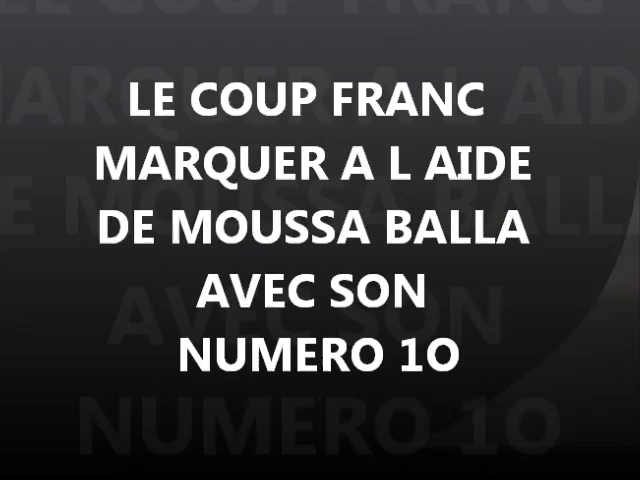 LE COUP FRANC
MARQUER A L AIDE
DE MOUSSA BALLA
AVEC SON
NUMERO 1O